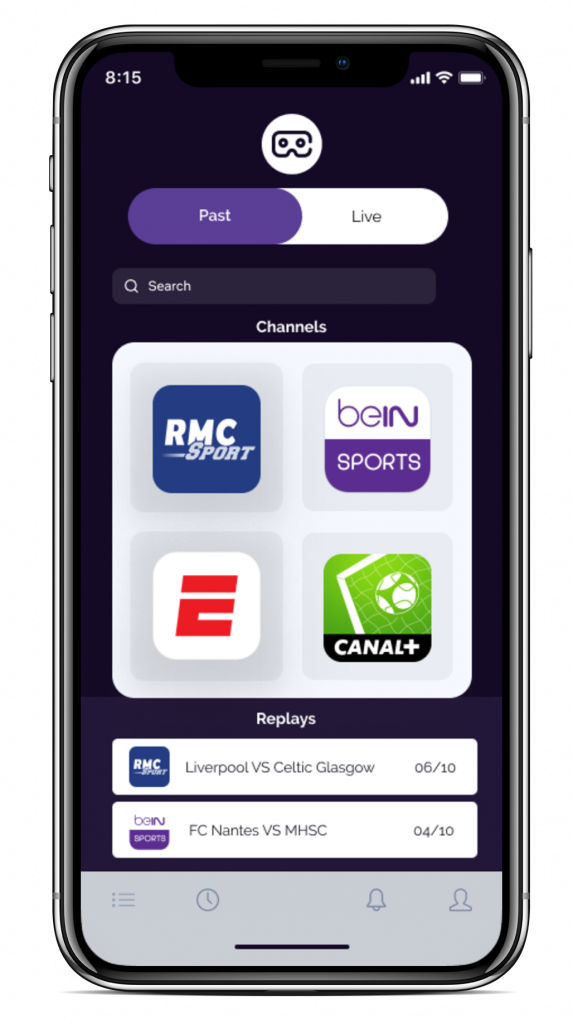 8:15
Past
Live
Search
Channels
RMC
SPORT
beIN
SPORTS
E
CANAL+
Replays
RMC
SPORT
Liverpool VS Celtic Glasgow
06/10
beIN
SPORTS
FC Nantes VS MHSC
04/10